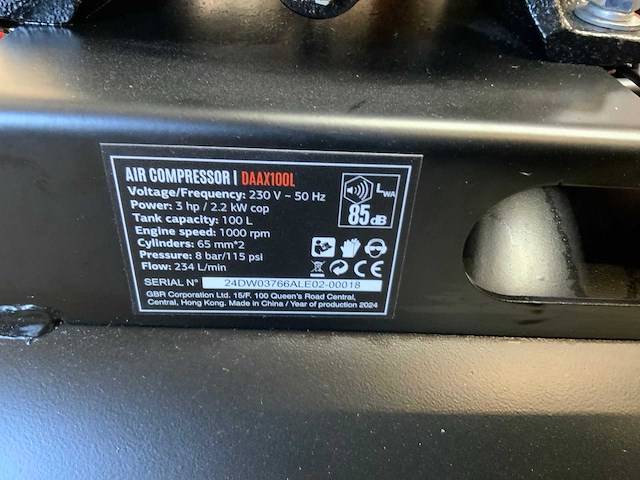 AIR COMPRESSOR | DAAX100L
Voltage/Frequency: 230 V ~ 50 Hz
Power: 3 hp / 2.2 kW cop
Tank capacity: 100 L
Engine speed: 1000 rpm
Cylinders: 65 mm*2
Pressure: 8 bar/115 psi
Flow: 234 L/min
LWA
85dB
CE
SERIAL N° 24DW03766ALE02-00018
GBR Corporation Ltd. 15/F. 100 Queen's Road Central,
Central, Hong Kong. Made in China / Year of production 2024